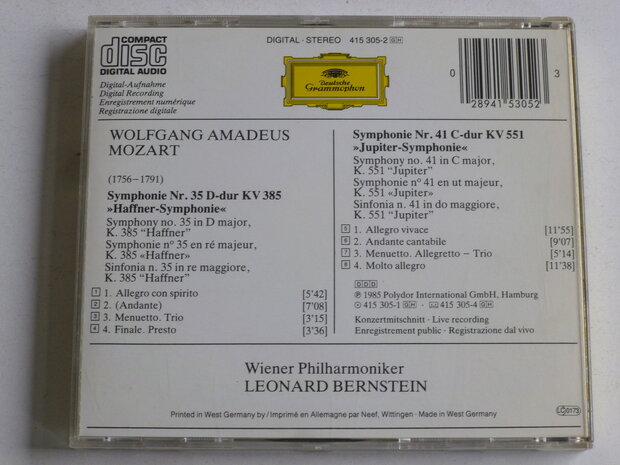 COMPACT
disc
DIGITAL AUDIO
DIGITAL · STEREO 415 305-2 GH
Deutsche
Grammophon
0 28941 53052 3
Digital-Aufnahme
Digital Recording
Enregistrement numérique
Registrazione digitale
WOLFGANG AMADEUS
MOZART
(1756–1791)
Symphonie Nr. 35 D-dur KV 385
»Haffner-Symphonie«
Symphony no. 35 in D major,
K. 385 “Haffner”
Symphonie n° 35 en ré majeur,
K. 385 «Haffner»
Sinfonia n. 35 in re maggiore,
K. 385 “Haffner”
1 1. Allegro con spirito [5'42]
2 2. (Andante) [7'08]
3 3. Menuetto. Trio [3'15]
4 4. Finale. Presto [3'36]
Symphonie Nr. 41 C-dur KV 551
»Jupiter-Symphonie«
Symphony no. 41 in C major,
K. 551 “Jupiter”
Symphonie n° 41 en ut majeur,
K. 551 «Jupiter»
Sinfonia n. 41 in do maggiore,
K. 551 “Jupiter”
5 1. Allegro vivace [11'55]
6 2. Andante cantabile [9'07]
7 3. Menuetto. Allegretto – Trio [5'14]
8 4. Molto allegro [11'38]
DDD
℗ 1985 Polydor International GmbH, Hamburg
415 305-1 GH · 415 305-4 GH
Konzertmitschnitt · Live recording
Enregistrement public · Registrazione dal vivo
Wiener Philharmoniker
LEONARD BERNSTEIN
LC 0173
Printed in West Germany by / Imprimé en Allemagne par Neef, Wittingen · Made in West Germany